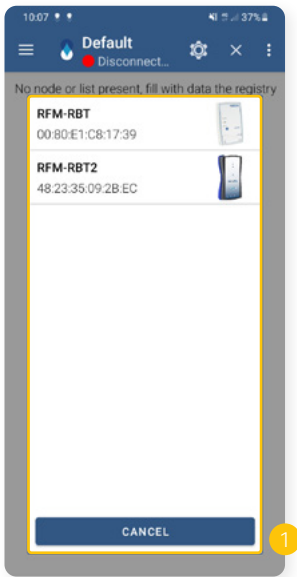 10:07
37%
Default
Disconnect...
No node or list present, fill with data the registry
RFM-RBT
00:80:E1:C8:17:39
RFM-RBT2
48:23:35:09:2B:EC
CANCEL
1